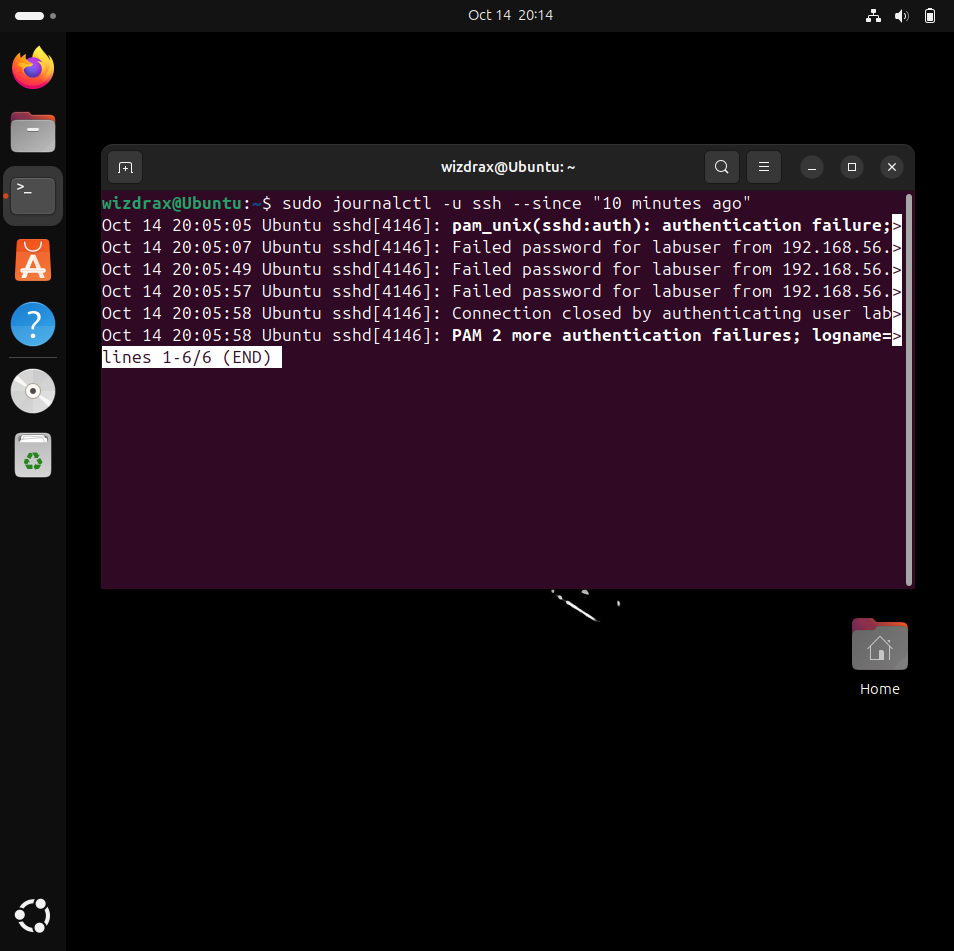 Oct 14 20:14
wizdrax@Ubuntu: ~
wizdrax@Ubuntu:~$ sudo journalctl -u ssh --since "10 minutes ago"
Oct 14 20:05:05 Ubuntu sshd[4146]: pam_unix(sshd:auth): authentication failure;>
Oct 14 20:05:07 Ubuntu sshd[4146]: Failed password for labuser from 192.168.56.>
Oct 14 20:05:49 Ubuntu sshd[4146]: Failed password for labuser from 192.168.56.>
Oct 14 20:05:57 Ubuntu sshd[4146]: Failed password for labuser from 192.168.56.>
Oct 14 20:05:58 Ubuntu sshd[4146]: Connection closed by authenticating user lab>
Oct 14 20:05:58 Ubuntu sshd[4146]: PAM 2 more authentication failures; logname=>
lines 1-6/6 (END)
Home